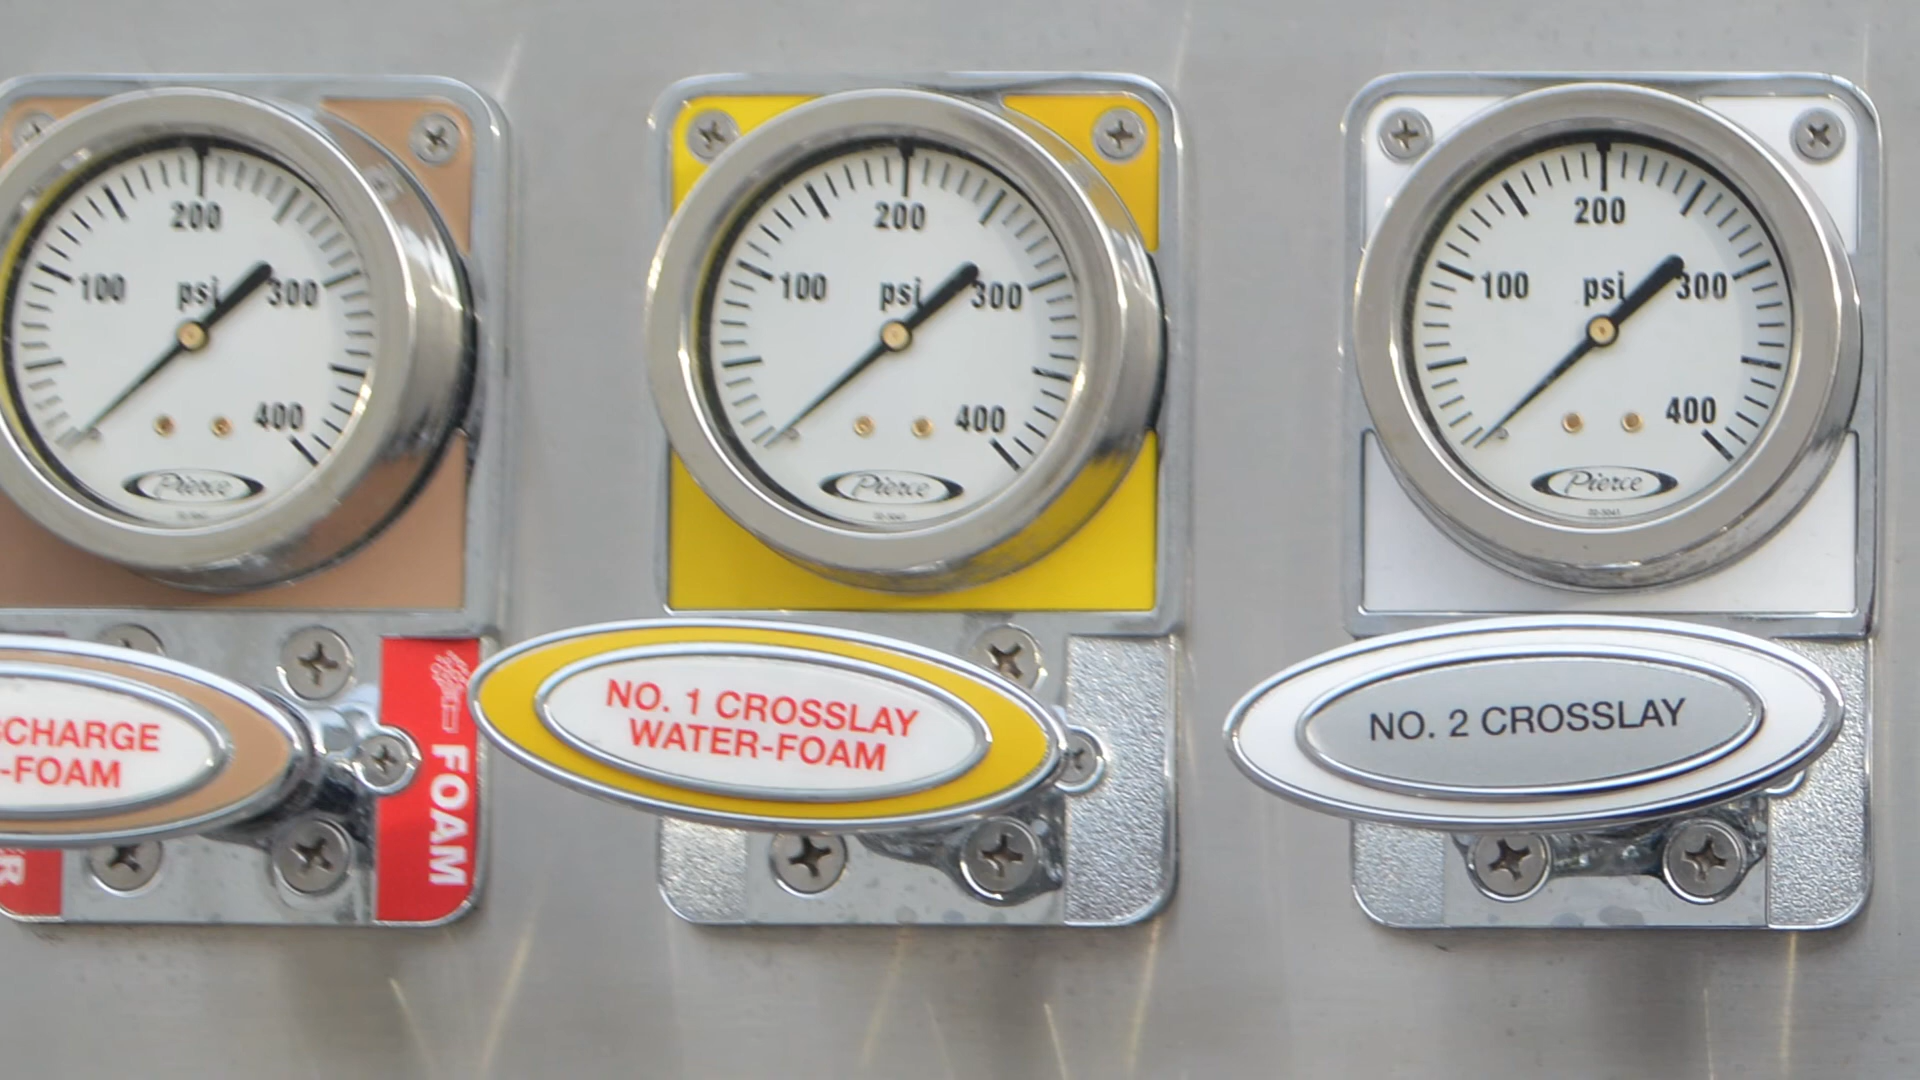 200
100
psi
300
400
Pierce
200
100
psi
300
400
Pierce
200
100
psi
300
400
Pierce
CHARGE
-FOAM
FOAM
NO. 1 CROSSLAY
WATER-FOAM
NO. 2 CROSSLAY